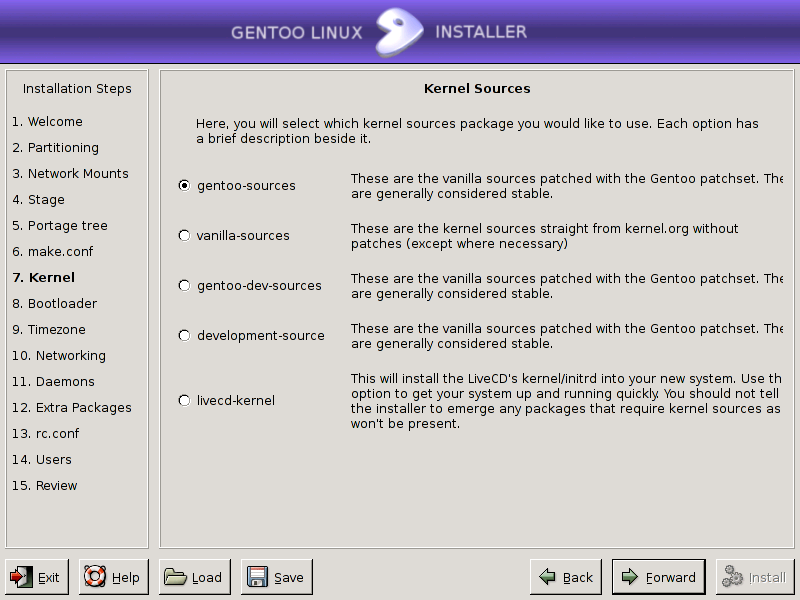 GENTOO LINUX INSTALLER
Installation Steps
1. Welcome
2. Partitioning
3. Network Mounts
4. Stage
5. Portage tree
6. make.conf
7. Kernel
8. Bootloader
9. Timezone
10. Networking
11. Daemons
12. Extra Packages
13. rc.conf
14. Users
15. Review
Kernel Sources
Here, you will select which kernel sources package you would like to use. Each option has
a brief description beside it.
gentoo-sources
These are the vanilla sources patched with the Gentoo patchset. The
are generally considered stable.
vanilla-sources
These are the kernel sources straight from kernel.org without
patches (except where necessary)
gentoo-dev-sources
These are the vanilla sources patched with the Gentoo patchset. The
are generally considered stable.
development-source
These are the vanilla sources patched with the Gentoo patchset. The
are generally considered stable.
livecd-kernel
This will install the LiveCD's kernel/initrd into your new system. Use th
option to get your system up and running quickly. You should not tell
the installer to emerge any packages that require kernel sources as
won't be present.
Exit
Help
Load
Save
Back
Forward
Install